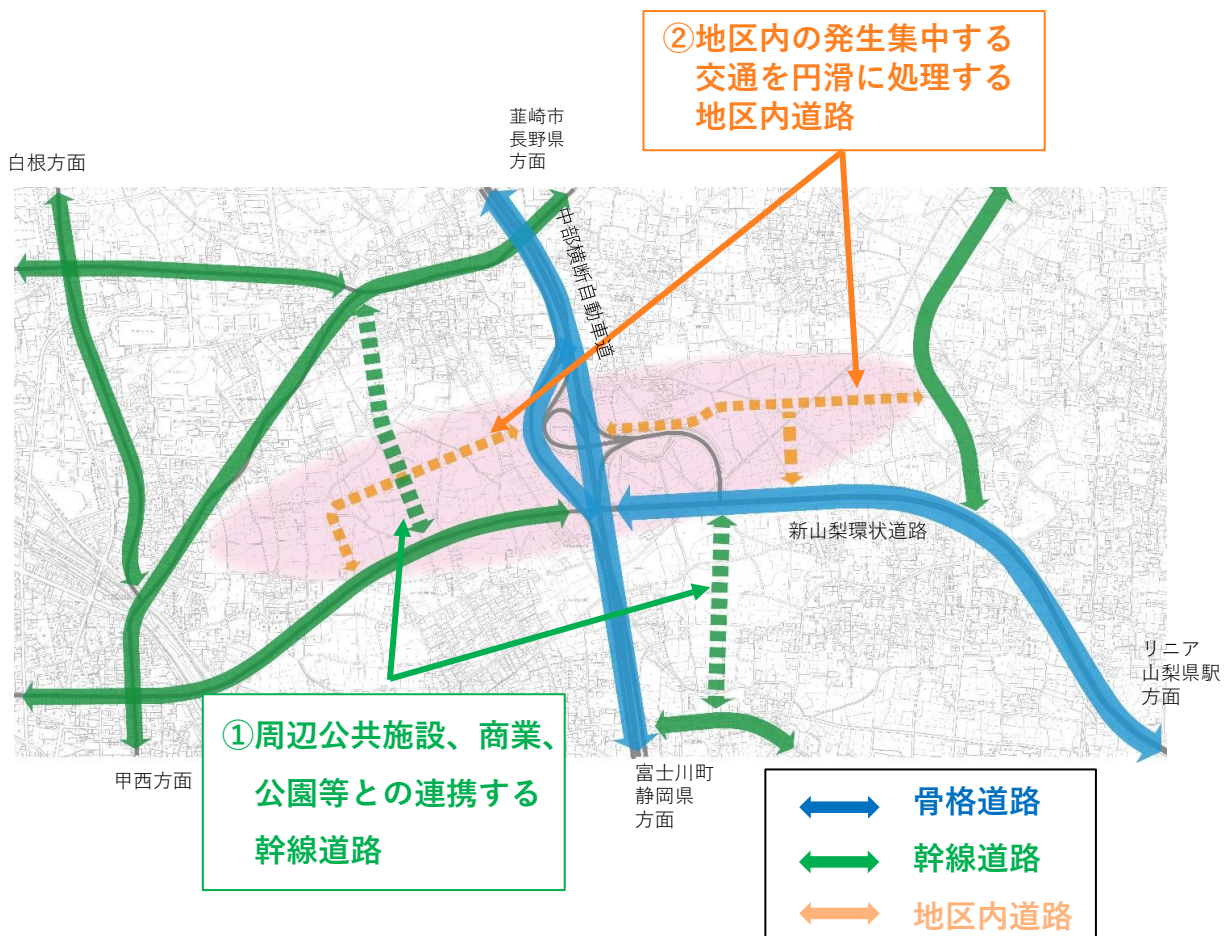 ②地区内の発生集中する
交通を円滑に処理する
地区内道路
韮崎市
長野県
方面
白根方面
中部横断自動車道
新山梨環状道路
リニア
山梨県駅
方面
①周辺公共施設、商業、
公園等との連携する
幹線道路
甲西方面
富士川町
静岡県
方面
骨格道路
幹線道路
地区内道路